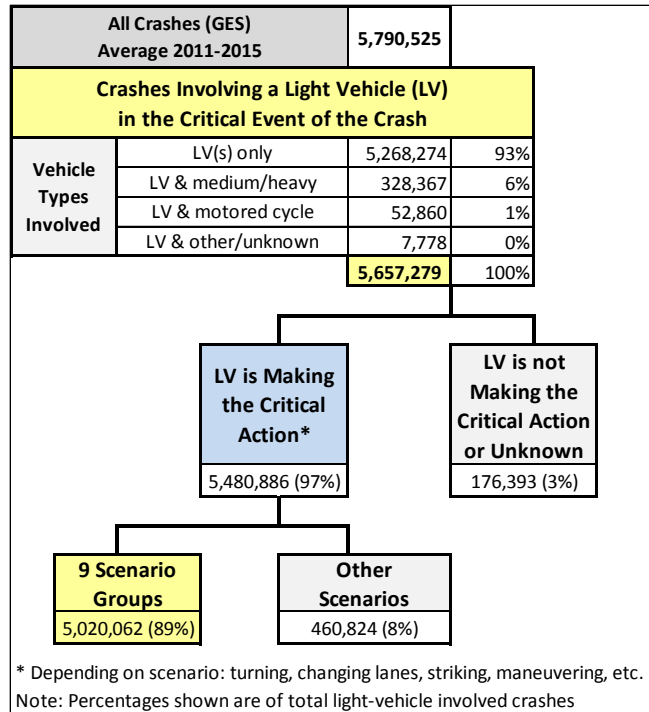 All Crashes (GES)
Average 2011-2015
5,790,525
Crashes Involving a Light Vehicle (LV)
in the Critical Event of the Crash
Vehicle
Types
Involved
LV(s) only 5,268,274 93%
LV & medium/heavy 328,367 6%
LV & motored cycle 52,860 1%
LV & other/unknown 7,778 0%
5,657,279 100%
LV is Making
the Critical
Action*
5,480,886 (97%)
LV is not
Making the
Critical Action
or Unknown
176,393 (3%)
9 Scenario
Groups
5,020,062 (89%)
Other
Scenarios
460,824 (8%)
* Depending on scenario: turning, changing lanes, striking, maneuvering, etc.
Note: Percentages shown are of total light-vehicle involved crashes